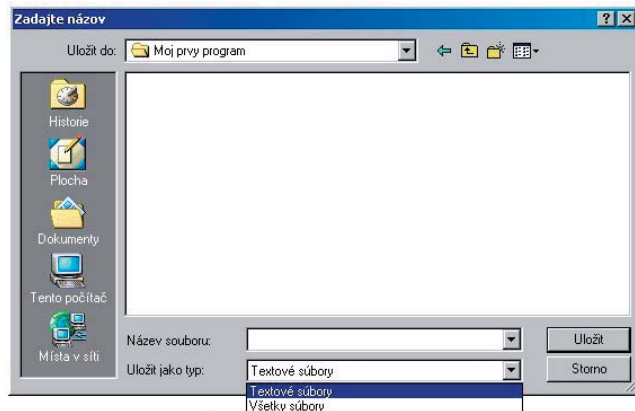 Zadajte názov
Uložit do: Moj prvy program
Historie
Plocha
Dokumenty
Tento počítač
Místa v síti
Název souboru:
Uložit
Uložit jako typ: Textové súbory
Storno
Textové súbory
Všetky súbory